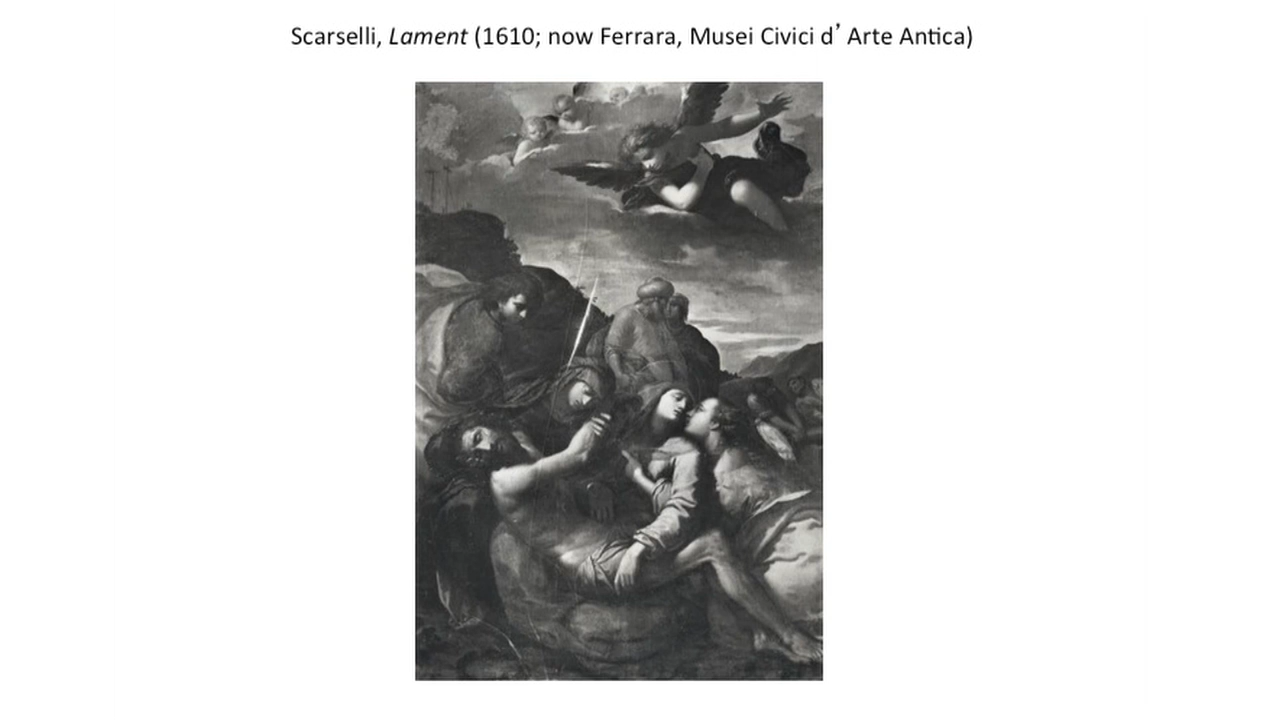 Scarselli, Lament (1610; now Ferrara, Musei Civici d’ Arte Antica)